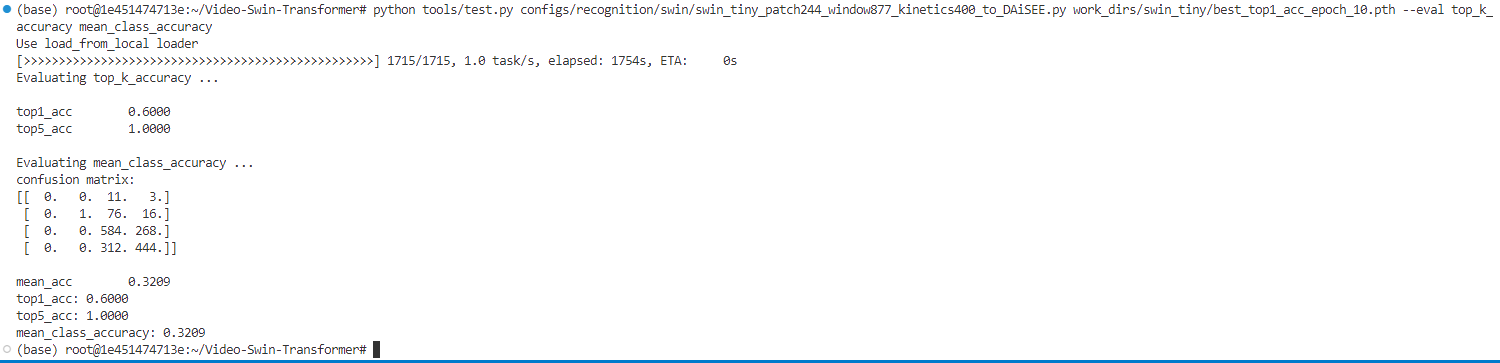 (base) root@1e451474713e:~/Video-Swin-Transformer# python tools/test.py configs/recognition/swin/swin_tiny_patch244_window877_kinetics400_to_DAiSEE.py work_dirs/swin_tiny/best_top1_acc_epoch_10.pth --eval top_k_
accuracy mean_class_accuracy
Use load_from_local loader
[>>>>>>>>>>>>>>>>>>>>>>>>>>>>>>>>>>>>>>>>>>>>>>>>>>] 1715/1715, 1.0 task/s, elapsed: 1754s, ETA:     0s
Evaluating top_k_accuracy ...
top1_acc        0.6000
top5_acc        1.0000
Evaluating mean_class_accuracy ...
confusion matrix:
[[  0.   0.  11.   3.]
 [  0.   1.  76.  16.]
 [  0.   0. 584. 268.]
 [  0.   0. 312. 444.]]
mean_acc        0.3209
top1_acc: 0.6000
top5_acc: 1.0000
mean_class_accuracy: 0.3209
(base) root@1e451474713e:~/Video-Swin-Transformer#